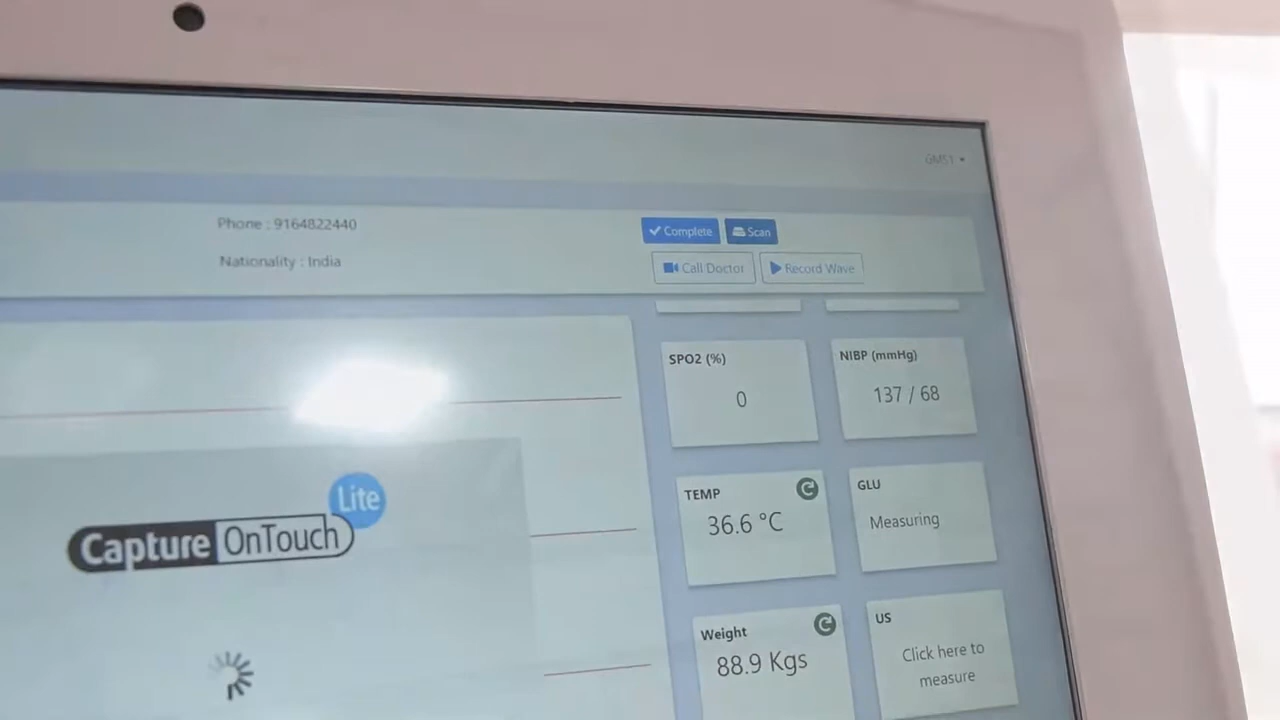 GMS1
Phone : 9164822440
Complete
Scan
Nationality : India
Call Doctor
Record Wave
SPO2 (%)
0
NIBP (mmHg)
137 / 68
TEMP
36.6 °C
GLU
Measuring
Lite
Capture OnTouch
Weight
88.9 Kgs
US
Click here to
measure